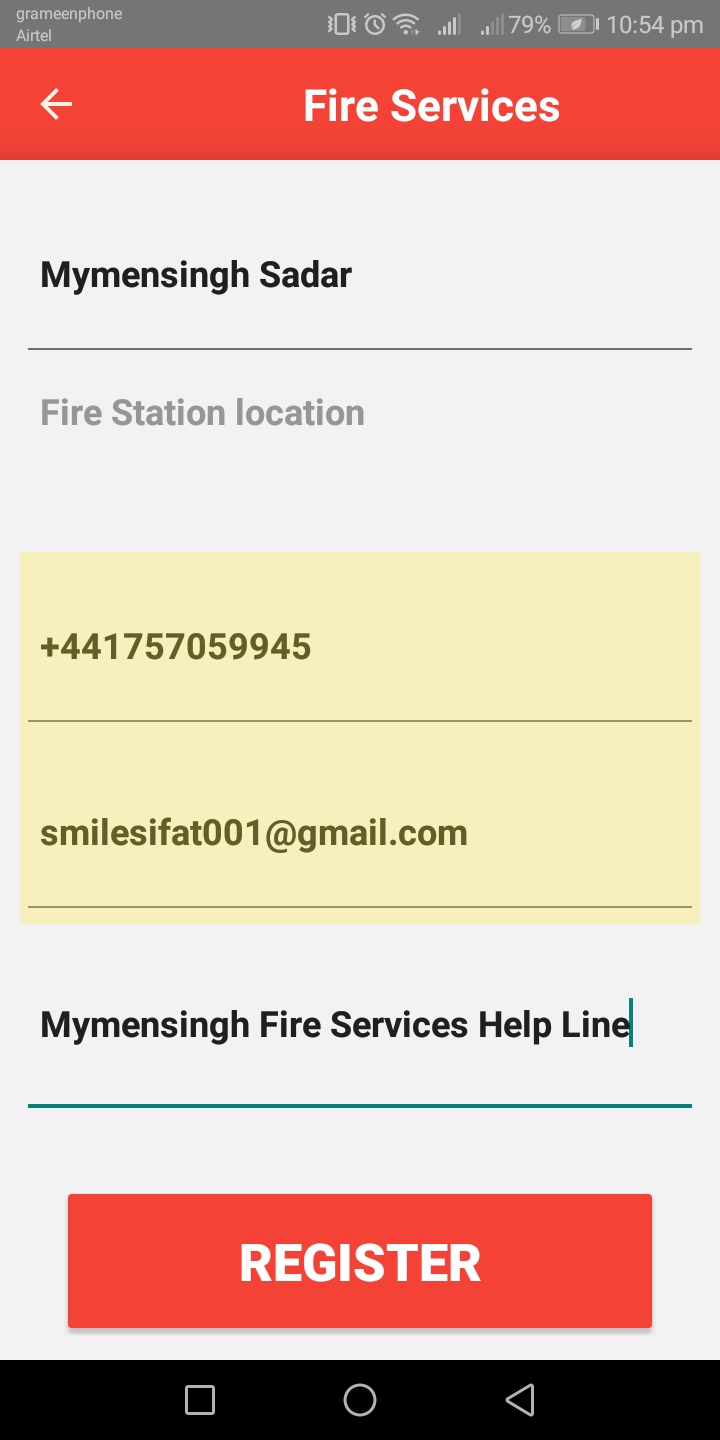 grameenphone
Airtel
79% 10:54 pm
Fire Services
Mymensingh Sadar
Fire Station location
+441757059945
smilesifat001@gmail.com
Mymensingh Fire Services Help Line
REGISTER